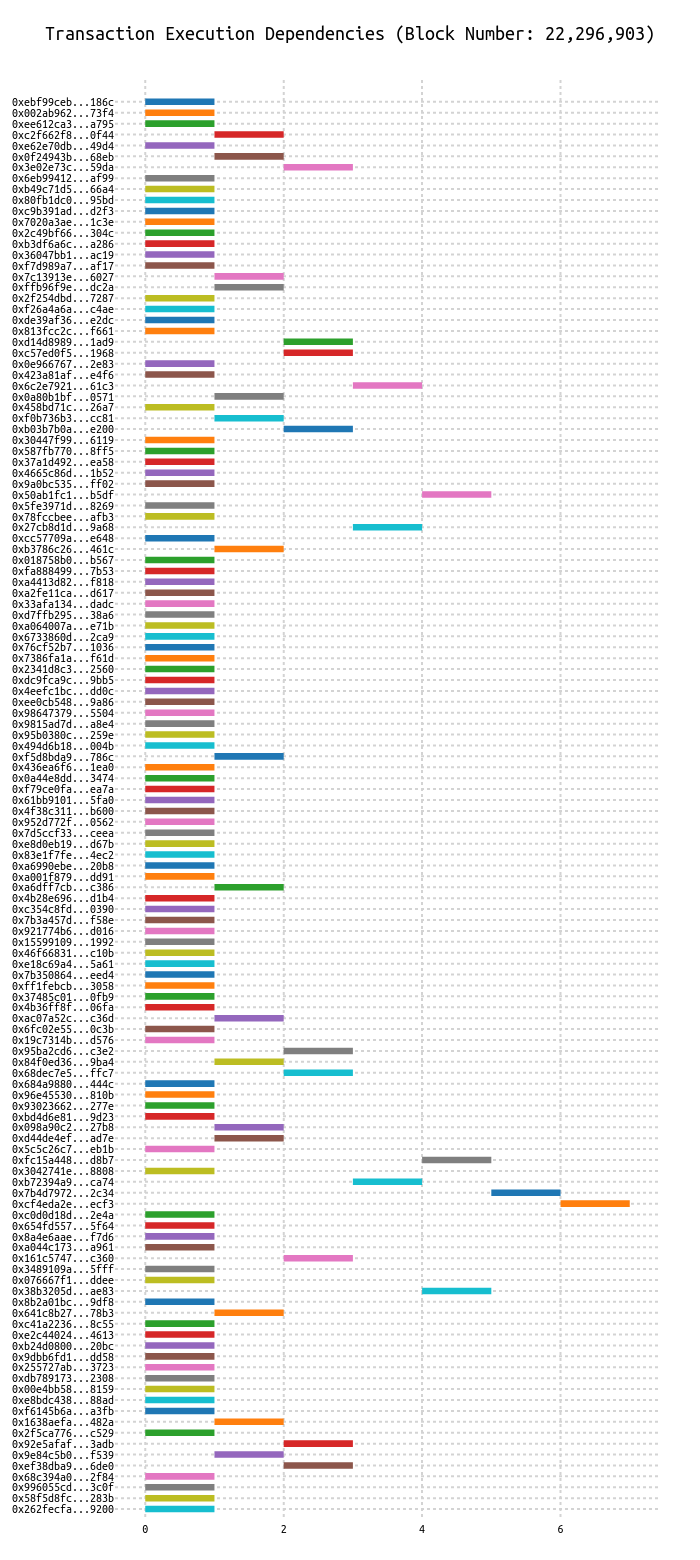 Transaction Execution Dependencies (Block Number: 22,296,903)
0xebf99ceb...186c
0x002ab962...73f4
0xee612ca3...a795
0xc2f662f8...0f44
0xe62e70db...49d4
0x0f24943b...68eb
0x3e02e73c...59da
0x6eb99412...af99
0xb49c71d5...66a4
0x80fb1dc0...95bd
0xc9b391ad...d2f3
0x7020a3ae...1c3e
0x2c49bf66...304c
0xb3df6a6c...a286
0x36047bb1...ac19
0xf7d989a7...af17
0x7c13913e...6027
0xffb96f9e...dc2a
0x2f254dbd...7287
0xf26a4a6a...c4ae
0xde39af36...e2dc
0x813fcc2c...f661
0xd14d8989...1ad9
0xc57ed0f5...1968
0x0e966767...2e83
0x423a81af...e4f6
0x6c2e7921...61c3
0x0a80b1bf...0571
0x458bd71c...26a7
0xf0b736b3...cc81
0xb03b7b0a...e200
0x30447f99...6119
0x587fb770...8ff5
0x37a1d492...ea58
0x4665c86d...1b52
0x9a0bc535...ff02
0x50ab1fc1...b5df
0x5fe3971d...8269
0x78fccbee...afb3
0x27cb8d1d...9a68
0xcc57709a...e648
0xb3786c26...461c
0x018758b0...b567
0xfa888499...7b53
0xa4413d82...f818
0xa2fe11ca...d617
0x33afa134...dadc
0xd7ffb295...38a6
0xa064007a...e71b
0x6733860d...2ca9
0x76cf52b7...1036
0x7386fa1a...f61d
0x2341d8c3...2560
0xdc9fca9c...9bb5
0x4eefc1bc...dd0c
0xee0cb548...9a86
0x98647379...5504
0x9815ad7d...a8e4
0x95b0380c...259e
0x494d6b18...004b
0xf5d8bda9...786c
0x436ea6f6...1ea0
0x0a44e8dd...3474
0xf79ce0fa...ea7a
0x61bb9101...5fa0
0x4f38c311...b600
0x952d772f...0562
0x7d5ccf33...ceea
0xe8d0eb19...d67b
0x83e1f7fe...4ec2
0xa6990ebe...20b8
0xa001f879...dd91
0xa6dff7cb...c386
0x4b28e696...d1b4
0xc354c8fd...0390
0x7b3a457d...f58e
0x921774b6...d016
0x15599109...1992
0x46f66831...c10b
0xe18c69a4...5a61
0x7b350864...eed4
0xff1febcb...3058
0x37485c01...0fb9
0x4b36ff8f...06fa
0xac07a52c...c36d
0x6fc02e55...0c3b
0x19c7314b...d576
0x95ba2cd6...c3e2
0x84f0ed36...9ba4
0x68dec7e5...ffc7
0x684a9880...444c
0x96e45530...810b
0x93023662...277e
0xbd4d6e81...9d23
0x098a90c2...27b8
0xd44de4ef...ad7e
0x5c5c26c7...eb1b
0xfc15a448...d8b7
0x3042741e...8808
0xb72394a9...ca74
0x7b4d7972...2c34
0xcf4eda2e...ecf3
0xc0d0d18d...2e4a
0x654fd557...5f64
0x8a4e6aae...f7d6
0xa044c173...a961
0x161c5747...c360
0x3489109a...5fff
0x076667f1...ddee
0x38b3205d...ae83
0x8b2a01bc...9df8
0x641c8b27...78b3
0xc41a2236...8c55
0xe2c44024...4613
0xb24d0800...20bc
0x9dbb6fd1...dd58
0x255727ab...3723
0xdb789173...2308
0x00e4bb58...8159
0xe8bdc438...88ad
0xf6145b6a...a3fb
0x1638aefa...482a
0x2f5ca776...c529
0x92e5afaf...3adb
0x9e84c5b0...f539
0xef38dba9...6de0
0x68c394a0...2f84
0x996055cd...3c0f
0x58f5d8fc...283b
0x262fecfa...9200
0 2 4 6